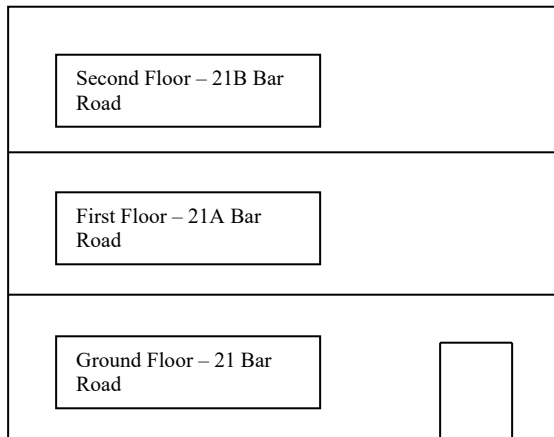 Second Floor – 21B Bar
Road
First Floor – 21A Bar
Road
Ground Floor – 21 Bar
Road